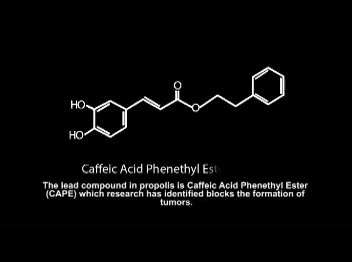 O
HO
O
HO
Caffeic Acid Phenethyl Est
The lead compound in propolis is Caffeic Acid Phenethyl Ester
(CAPE) which research has identified blocks the formation of
tumors.